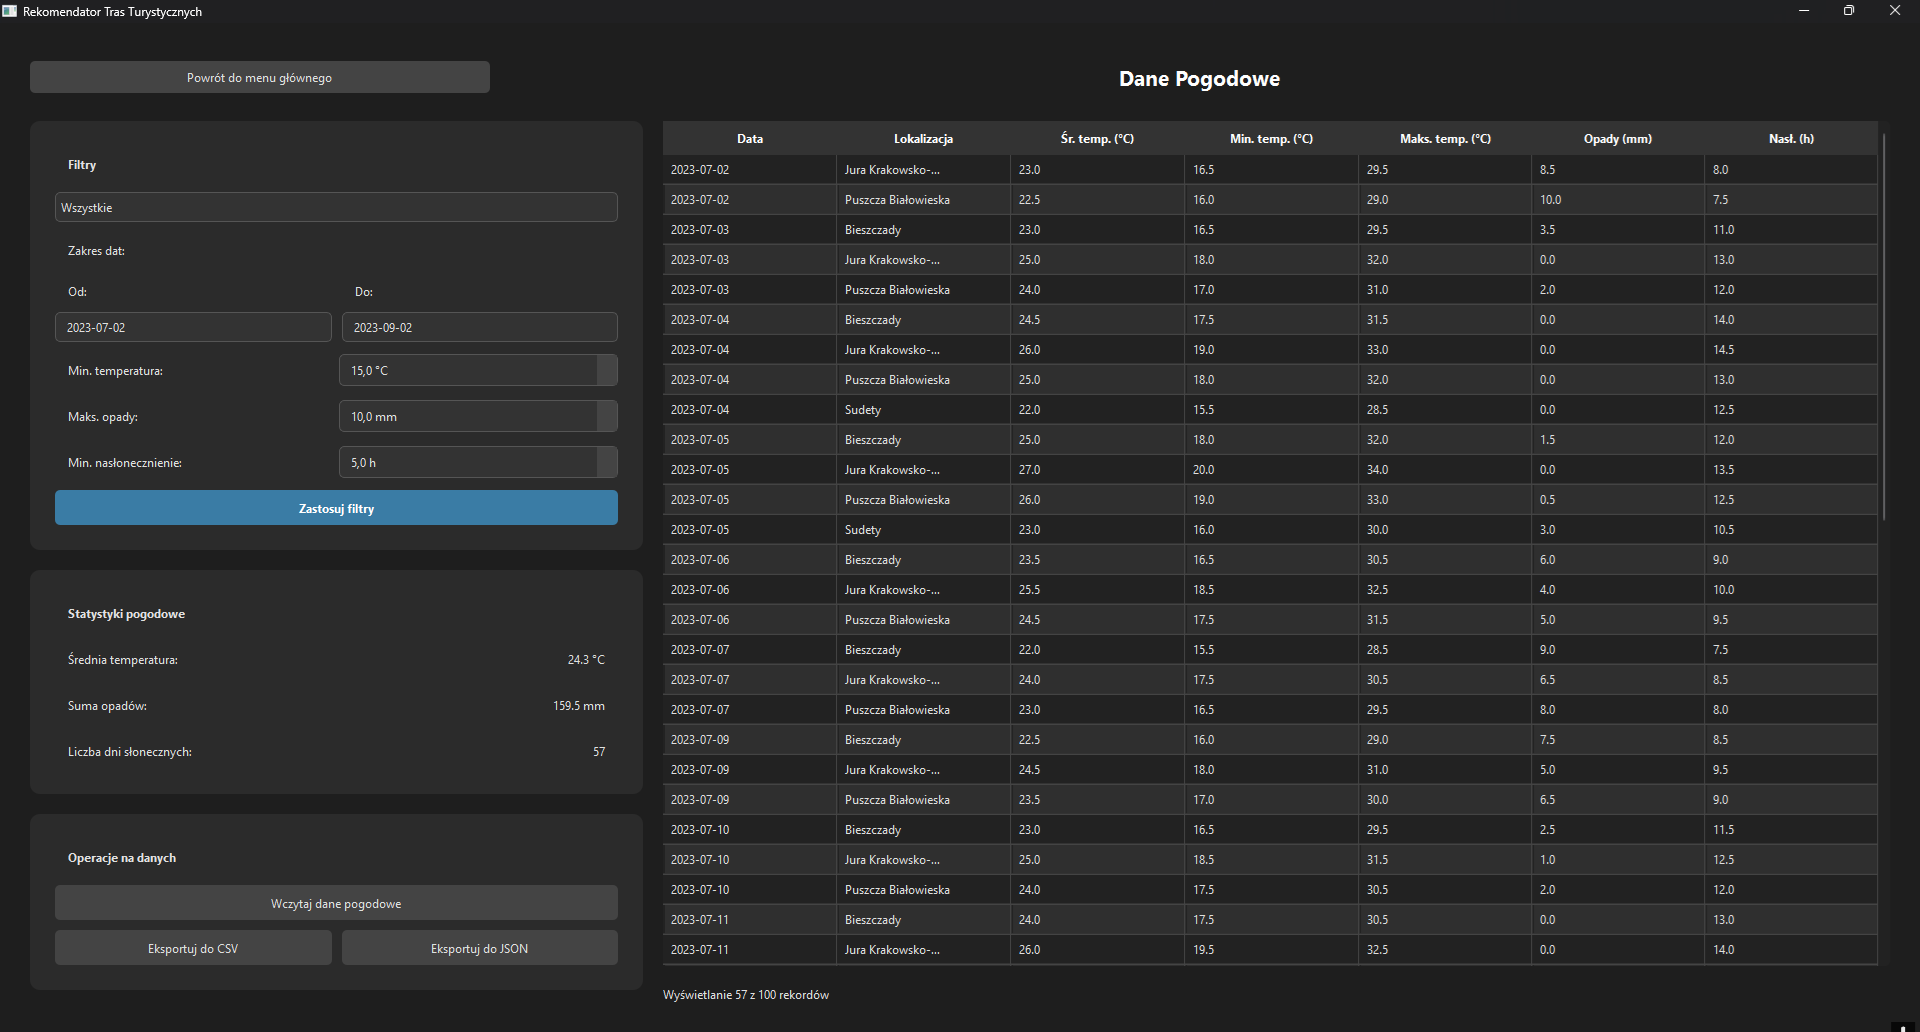 Rekomendator Tras Turystycznych
Powrót do menu głównego
Filtry
Wszystkie
Zakres dat:
Od: Do:
2023-07-02 2023-09-02
Min. temperatura: 15,0 °C
Maks. opady: 10,0 mm
Min. nasłonecznienie: 5,0 h
Zastosuj filtry
Statystyki pogodowe
Średnia temperatura: 24.3 °C
Suma opadów: 159.5 mm
Liczba dni słonecznych: 57
Operacje na danych
Wczytaj dane pogodowe
Eksportuj do CSV Eksportuj do JSON
Dane Pogodowe
Data Lokalizacja Śr. temp. (°C) Min. temp. (°C) Maks. temp. (°C) Opady (mm) Nasł. (h)
2023-07-02 Jura Krakowsko-... 23.0 16.5 29.5 8.5 8.0
2023-07-02 Puszcza Białowieska 22.5 16.0 29.0 10.0 7.5
2023-07-03 Bieszczady 23.0 16.5 29.5 3.5 11.0
2023-07-03 Jura Krakowsko-... 25.0 18.0 32.0 0.0 13.0
2023-07-03 Puszcza Białowieska 24.0 17.0 31.0 2.0 12.0
2023-07-04 Bieszczady 24.5 17.5 31.5 0.0 14.0
2023-07-04 Jura Krakowsko-... 26.0 19.0 33.0 0.0 14.5
2023-07-04 Puszcza Białowieska 25.0 18.0 32.0 0.0 13.0
2023-07-04 Sudety 22.0 15.5 28.5 0.0 12.5
2023-07-05 Bieszczady 25.0 18.0 32.0 1.5 12.0
2023-07-05 Jura Krakowsko-... 27.0 20.0 34.0 0.0 13.5
2023-07-05 Puszcza Białowieska 26.0 19.0 33.0 0.5 12.5
2023-07-05 Sudety 23.0 16.0 30.0 3.0 10.5
2023-07-06 Bieszczady 23.5 16.5 30.5 6.0 9.0
2023-07-06 Jura Krakowsko-... 25.5 18.5 32.5 4.0 10.0
2023-07-06 Puszcza Białowieska 24.5 17.5 31.5 5.0 9.5
2023-07-07 Bieszczady 22.0 15.5 28.5 9.0 7.5
2023-07-07 Jura Krakowsko-... 24.0 17.5 30.5 6.5 8.5
2023-07-07 Puszcza Białowieska 23.0 16.5 29.5 8.0 8.0
2023-07-09 Bieszczady 22.5 16.0 29.0 7.5 8.5
2023-07-09 Jura Krakowsko-... 24.5 18.0 31.0 5.0 9.5
2023-07-09 Puszcza Białowieska 23.5 17.0 30.0 6.5 9.0
2023-07-10 Bieszczady 23.0 16.5 29.5 2.5 11.5
2023-07-10 Jura Krakowsko-... 25.0 18.5 31.5 1.0 12.5
2023-07-10 Puszcza Białowieska 24.0 17.5 30.5 2.0 12.0
2023-07-11 Bieszczady 24.0 17.5 30.5 0.0 13.0
2023-07-11 Jura Krakowsko-... 26.0 19.5 32.5 0.0 14.0
Wyświetlanie 57 z 100 rekordów